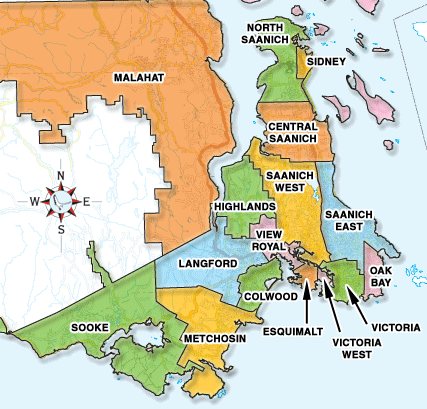 NORTH
SAANICH
SIDNEY
MALAHAT
CENTRAL
SAANICH
SAANICH
WEST
N
W E
S
HIGHLANDS
SAANICH
EAST
VIEW
ROYAL
LANGFORD
OAK
BAY
COLWOOD
SOOKE
METCHOSIN
ESQUIMALT
VICTORIA
WEST
VICTORIA